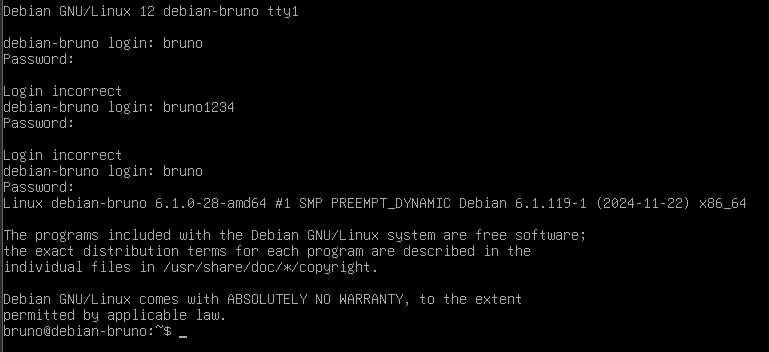 Debian GNU/Linux 12 debian-bruno tty1
debian-bruno login: bruno
Password:
Login incorrect
debian-bruno login: bruno1234
Password:
Login incorrect
debian-bruno login: bruno
Password:
Linux debian-bruno 6.1.0-28-amd64 #1 SMP PREEMPT_DYNAMIC Debian 6.1.119-1 (2024-11-22) x86_64
The programs included with the Debian GNU/Linux system are free software;
the exact distribution terms for each program are described in the
individual files in /usr/share/doc/*/copyright.
Debian GNU/Linux comes with ABSOLUTELY NO WARRANTY, to the extent
permitted by applicable law.
bruno@debian-bruno:~$ _